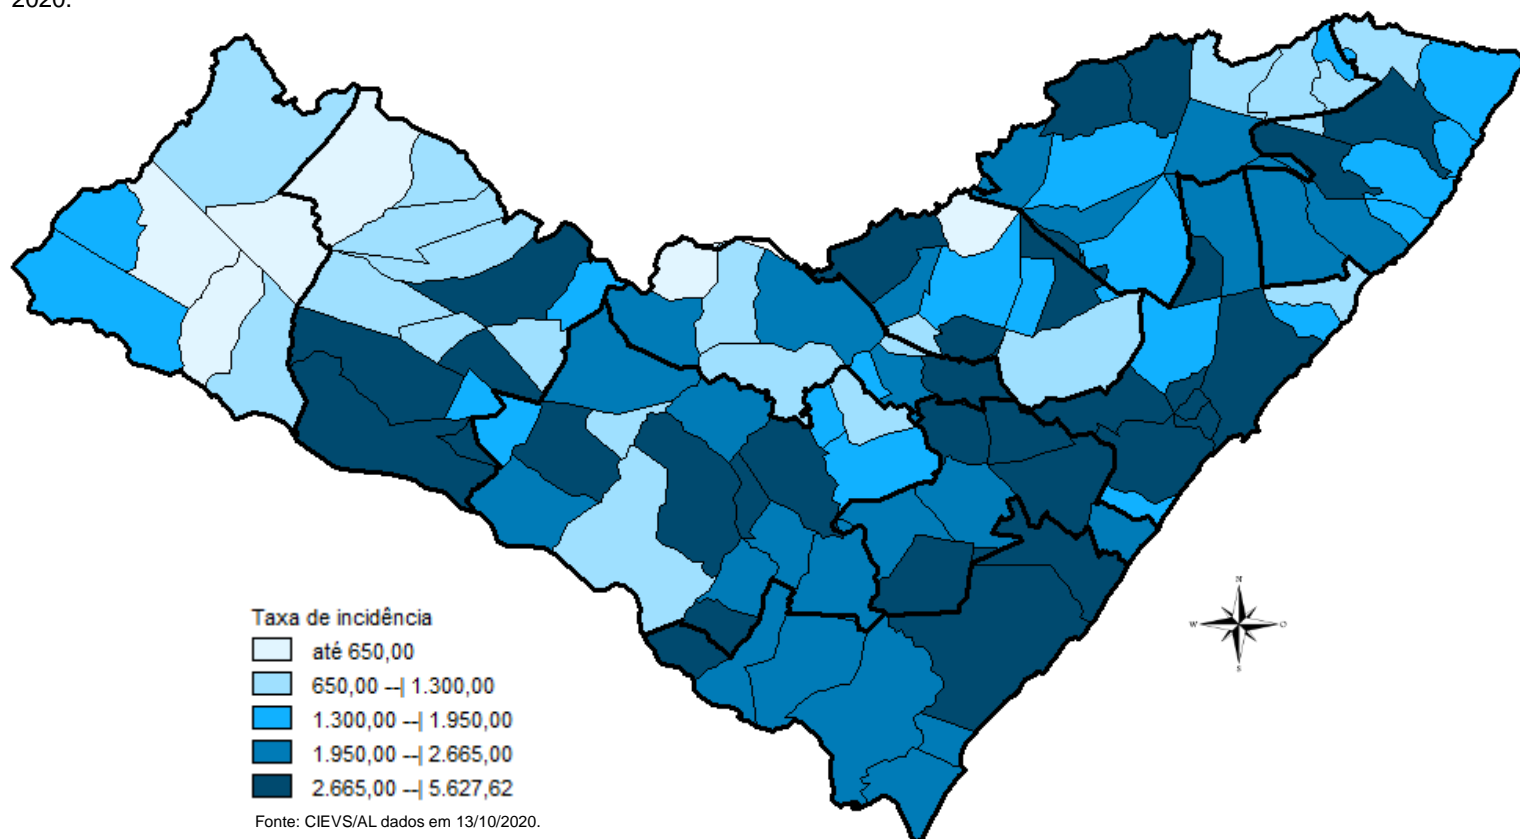 2020.
N
W
O
S
Taxa de incidência
até 650,00
650,00 --| 1.300,00
1.300,00 --| 1.950,00
1.950,00 --| 2.665,00
2.665,00 --| 5.627,62
Fonte: CIEVS/AL dados em 13/10/2020.